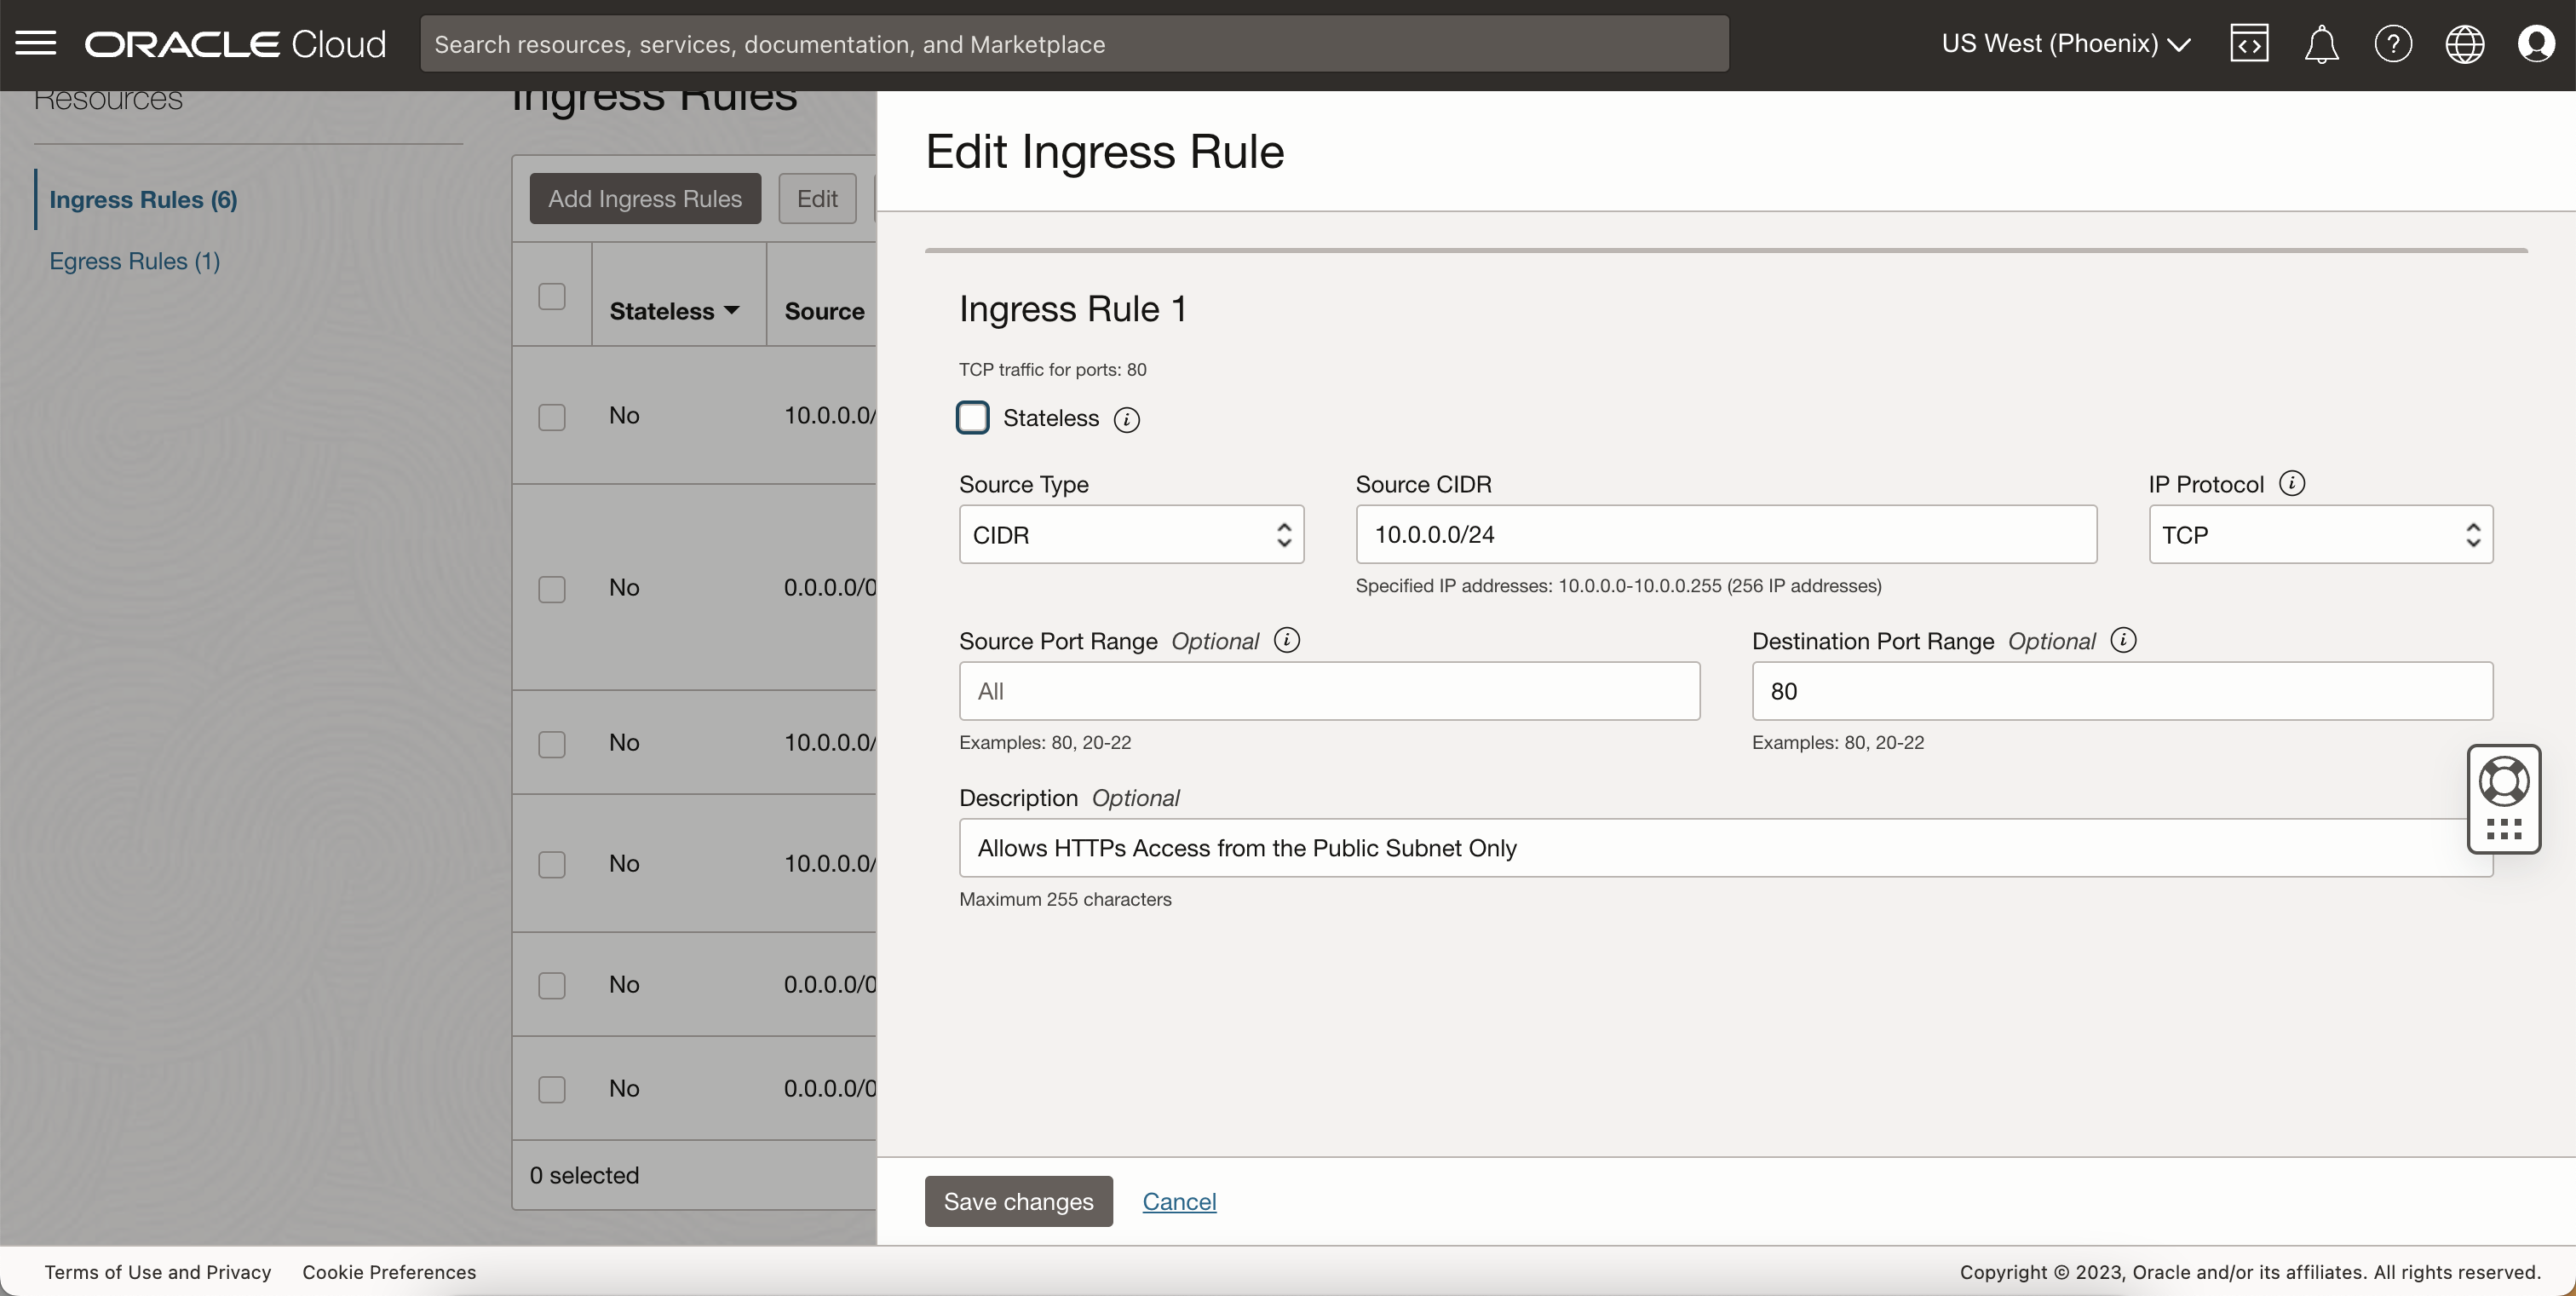 ORACLE Cloud
Search resources, services, documentation, and Marketplace
US West (Phoenix)
Resources
Ingress Rules (6)
Egress Rules (1)
Ingress Rules
Add Ingress Rules
Edit
Stateless
Source
No
10.0.0.0/
No
0.0.0.0/0
No
10.0.0.0/
No
10.0.0.0/
No
0.0.0.0/0
No
0.0.0.0/0
0 selected
Edit Ingress Rule
Ingress Rule 1
TCP traffic for ports: 80
Stateless
Source Type
CIDR
Source CIDR
10.0.0.0/24
Specified IP addresses: 10.0.0.0-10.0.0.255 (256 IP addresses)
IP Protocol
TCP
Source Port Range Optional
All
Examples: 80, 20-22
Destination Port Range Optional
80
Examples: 80, 20-22
Description Optional
Allows HTTPs Access from the Public Subnet Only
Maximum 255 characters
Save changes
Cancel
Terms of Use and Privacy
Cookie Preferences
Copyright © 2023, Oracle and/or its affiliates. All rights reserved.